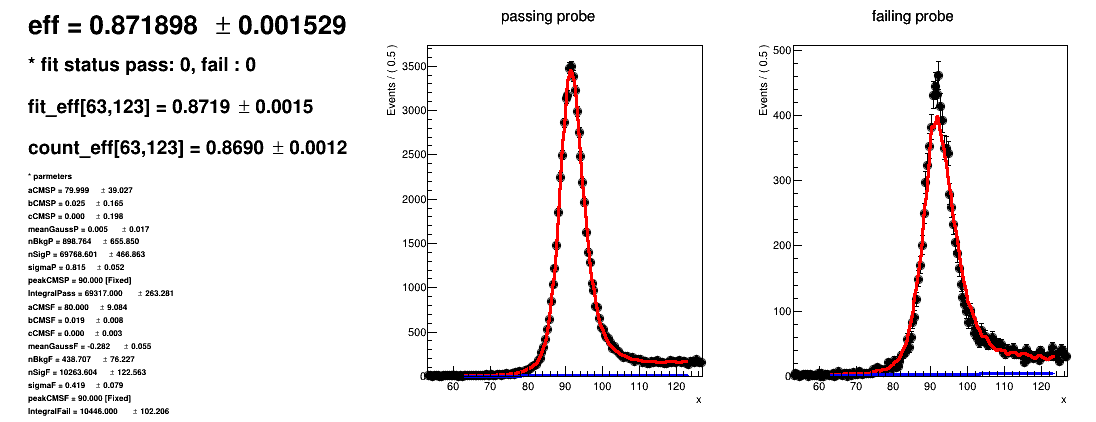 eff = 0.871898 ± 0.001529
* fit status pass: 0, fail : 0
fit_eff[63,123] = 0.8719 ± 0.0015
count_eff[63,123] = 0.8690 ± 0.0012
* parmeters
aCMSP = 79.999 ± 39.027
bCMSP = 0.025 ± 0.165
cCMSP = 0.000 ± 0.198
meanGaussP = 0.005 ± 0.017
nBkgP = 898.764 ± 655.850
nSigP = 69768.601 ± 466.863
sigmaP = 0.815 ± 0.052
peakCMSP = 90.000 [Fixed]
IntegralPass = 69317.000 ± 263.281
aCMSF = 80.000 ± 9.084
bCMSF = 0.019 ± 0.008
cCMSF = 0.000 ± 0.003
meanGaussF = -0.282 ± 0.055
nBkgF = 438.707 ± 76.227
nSigF = 10263.604 ± 122.563
sigmaF = 0.419 ± 0.079
peakCMSF = 90.000 [Fixed]
IntegralFail = 10446.000 ± 102.206
passing probe
Events / ( 0.5 )
3500
3000
2500
2000
1500
1000
500
0
60 70 80 90 100 110 120
x
failing probe
Events / ( 0.5 )
500
400
300
200
100
0
60 70 80 90 100 110 120
x